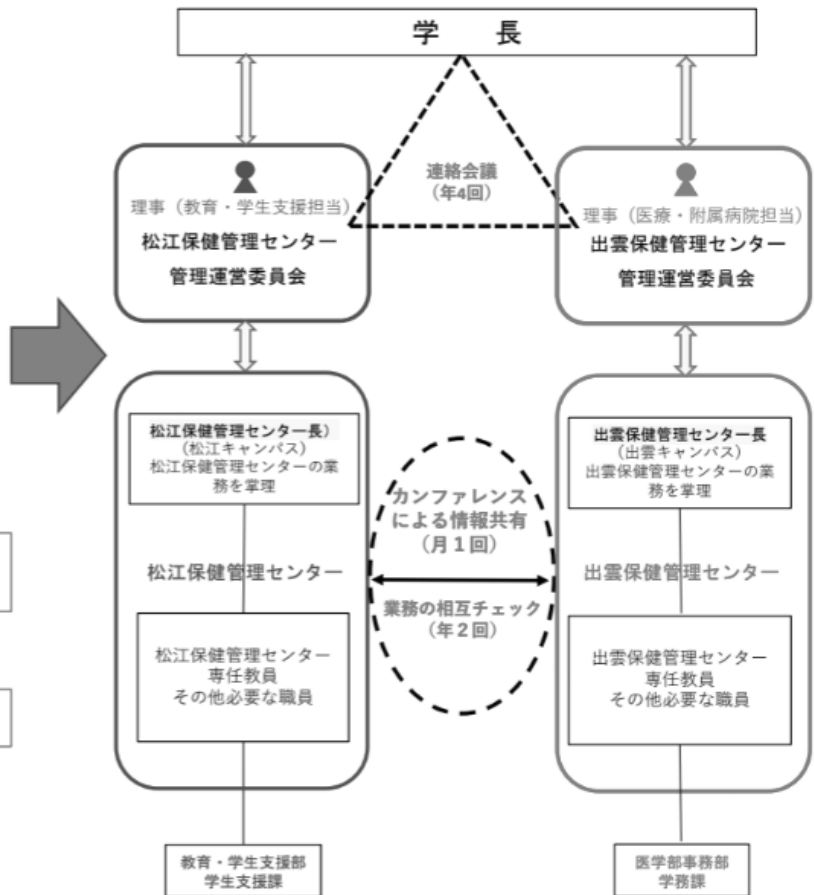 学　長
連絡会議
（年4回）
理事（教育・学生支援担当）
松江保健管理センター
管理運営委員会
理事（医療・附属病院担当）
出雲保健管理センター
管理運営委員会
松江保健管理センター長）
（松江キャンパス）
松江保健管理センターの業
務を掌理
松江保健管理センター
松江保健管理センター
専任教員
その他必要な職員
カンファレンス
による情報共有
（月１回）
業務の相互チェック
（年２回）
出雲保健管理センター長
（出雲キャンパス）
出雲保健管理センターの業
務を掌理
出雲保健管理センター
出雲保健管理センター
専任教員
その他必要な職員
教育・学生支援部
学生支援課
医学部事務部
学務課